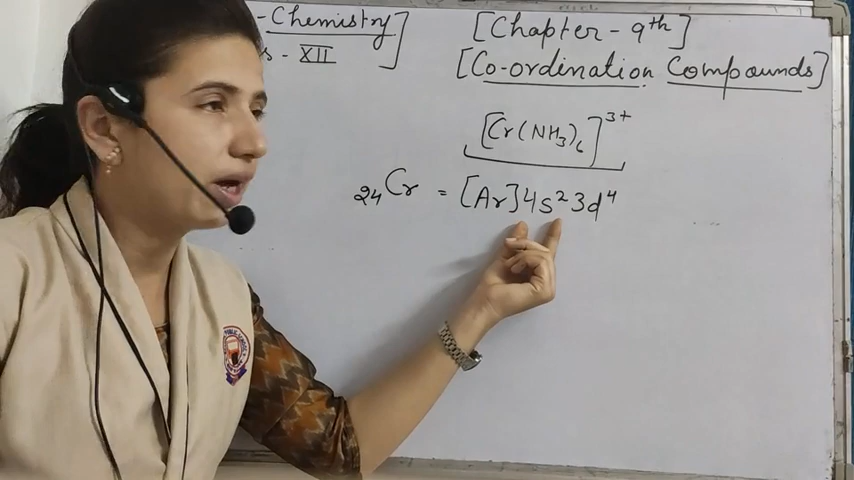 -Chemistry]
s - XII
[Chapter - 9th]
[Co-ordination Compounds]
[Cr(NH3)6]3+
24Cr = [Ar]4s23d4